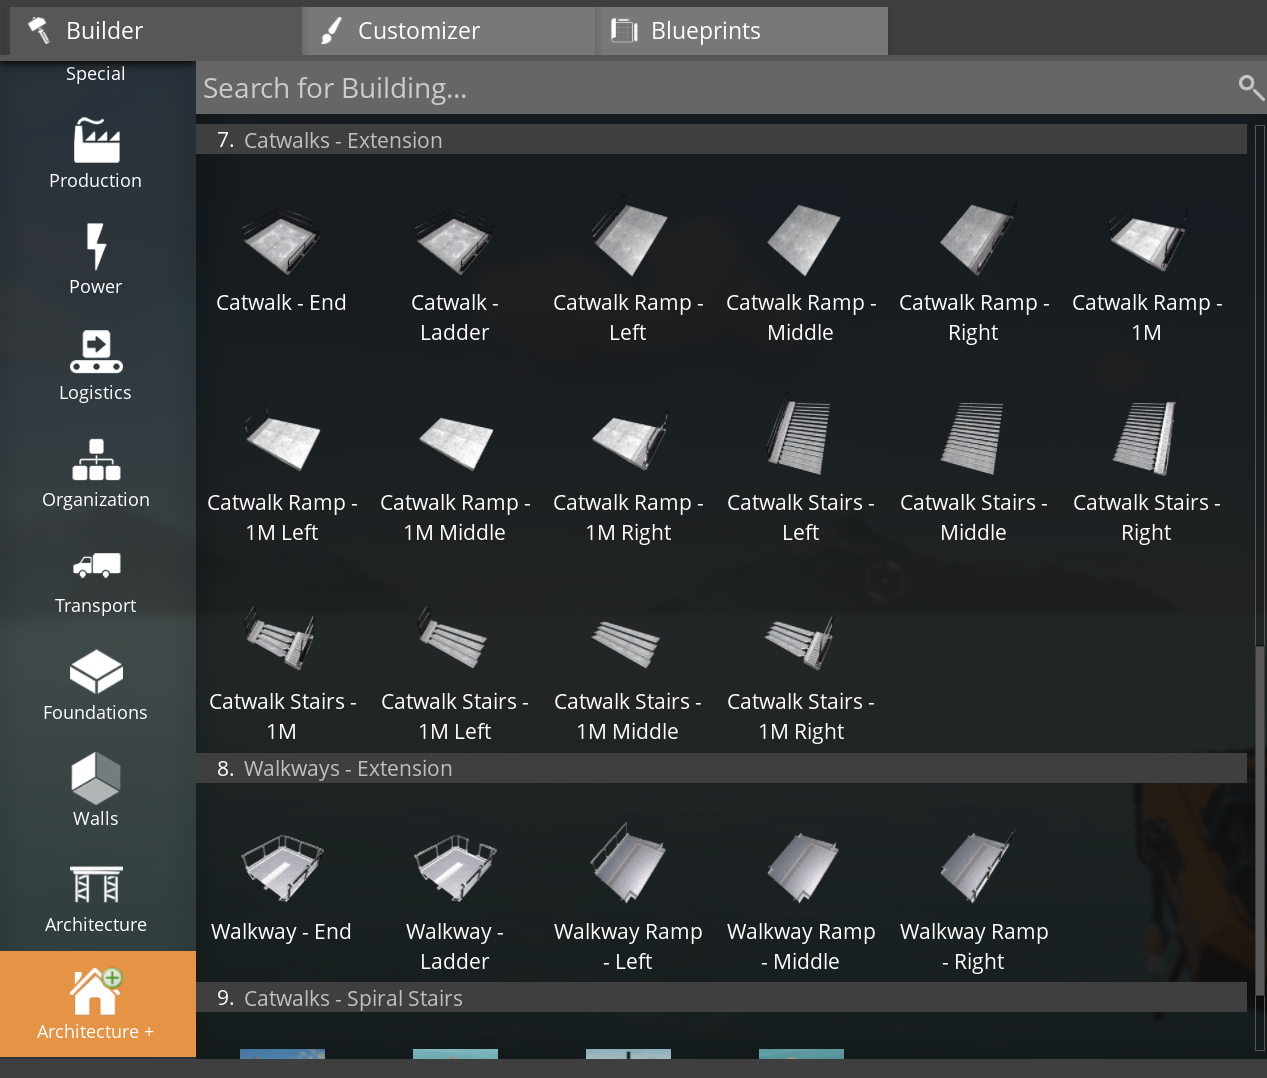 Builder
Customizer
Blueprints
Special
Production
Power
Logistics
Organization
Transport
Foundations
Walls
Architecture
Architecture +
Search for Building...
7. Catwalks - Extension
Catwalk - End
Catwalk -
Ladder
Catwalk Ramp -
Left
Catwalk Ramp -
Middle
Catwalk Ramp -
Right
Catwalk Ramp -
1M
Catwalk Ramp -
1M Left
Catwalk Ramp -
1M Middle
Catwalk Ramp -
1M Right
Catwalk Stairs -
Left
Catwalk Stairs -
Middle
Catwalk Stairs -
Right
Catwalk Stairs -
1M
Catwalk Stairs -
1M Left
Catwalk Stairs -
1M Middle
Catwalk Stairs -
1M Right
8. Walkways - Extension
Walkway - End
Walkway -
Ladder
Walkway Ramp
- Left
Walkway Ramp
- Middle
Walkway Ramp
- Right
9. Catwalks - Spiral Stairs